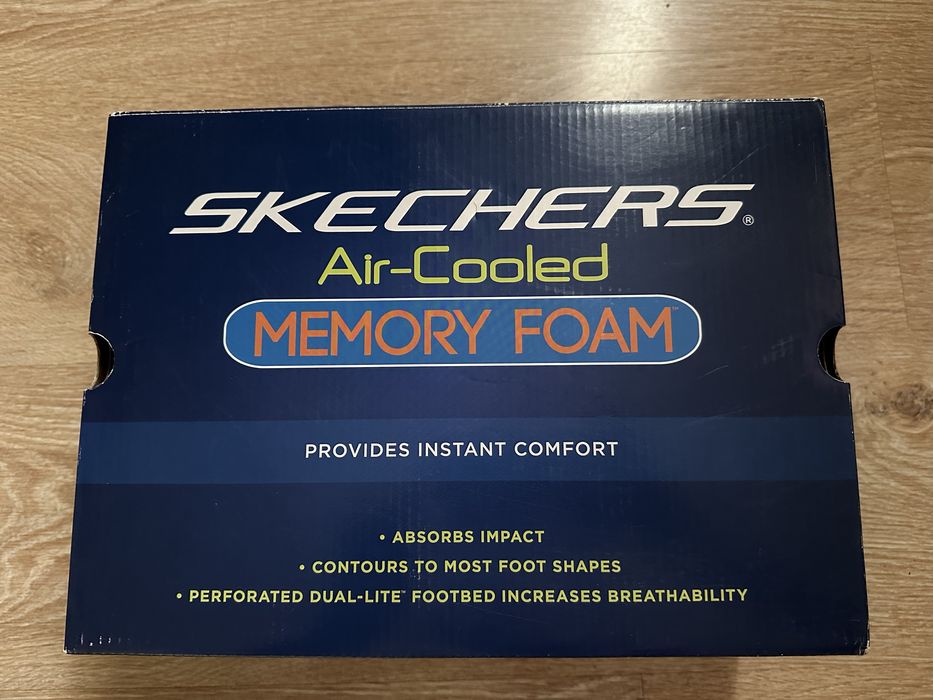 SKECHERS®
Air-Cooled
MEMORY FOAM™
PROVIDES INSTANT COMFORT
• ABSORBS IMPACT
• CONTOURS TO MOST FOOT SHAPES
• PERFORATED DUAL-LITE™ FOOTBED INCREASES BREATHABILITY